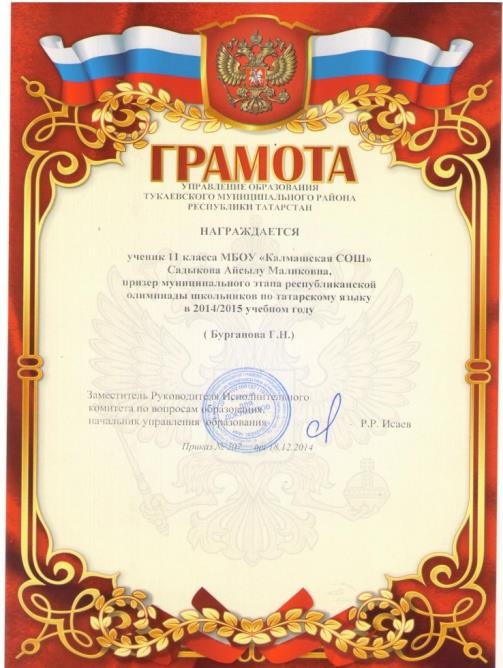 ГРАМОТА
УПРАВЛЕНИЕ ОБРАЗОВАНИЯ
ТУКАЕВСКОГО МУНИЦИПАЛЬНОГО РАЙОНА
РЕСПУБЛИКИ ТАТАРСТАН
НАГРАЖДАЕТСЯ
ученик 11 класса МБОУ «Калмашская СОШ»
Садыкова Айсылу Маликовна,
призер муниципального этапа республиканской
олимпиады школьников по татарскому языку
в 2014/2015 учебном году
( Бурганова Г.Н.)
Заместитель Руководителя Исполнительного
комитета по вопросам образования,
начальник управления образования
Р.Р. Исаев
Приказ № 507 от 18.12.2014